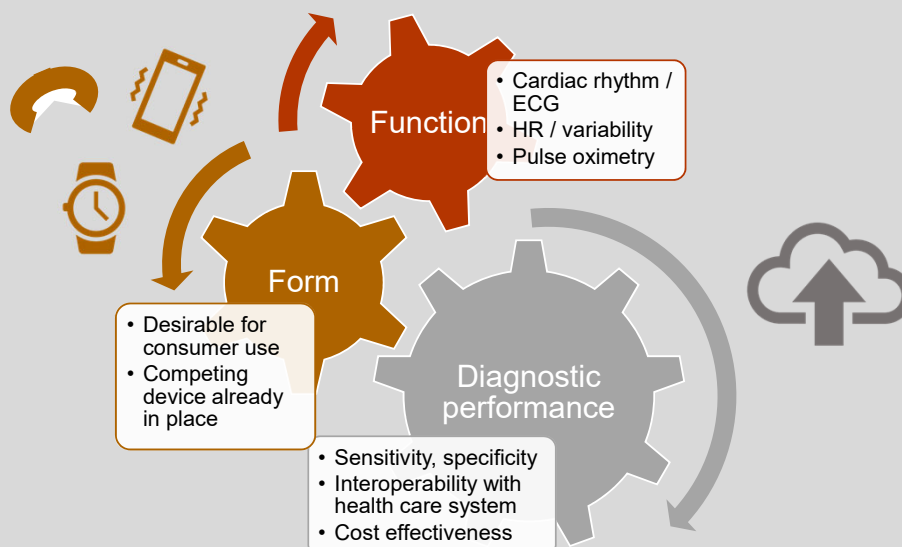 Function
• Cardiac rhythm /
ECG
• HR / variability
• Pulse oximetry
Form
• Desirable for
consumer use
• Competing
device already
in place
Diagnostic
performance
• Sensitivity, specificity
• Interoperability with
health care system
• Cost effectiveness